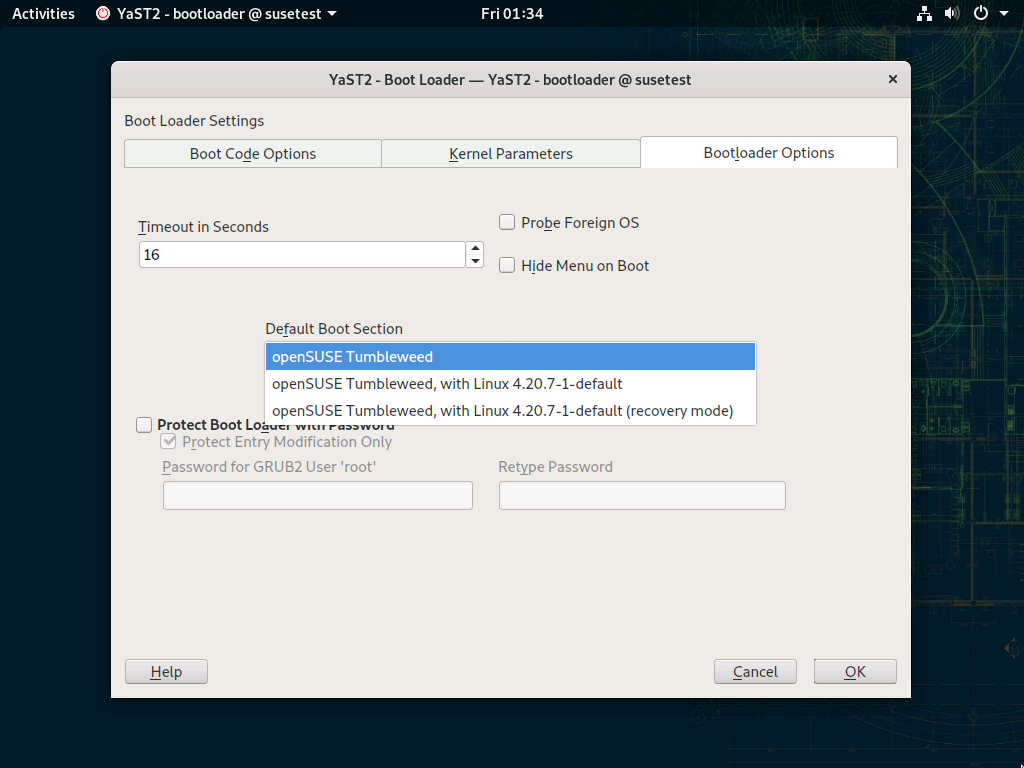 Activities YaST2 - bootloader @ susetest Fri 01:34
YaST2 - Boot Loader — YaST2 - bootloader @ susetest
Boot Loader Settings
Boot Code Options Kernel Parameters Bootloader Options
Timeout in Seconds
16
Probe Foreign OS
Hide Menu on Boot
Default Boot Section
openSUSE Tumbleweed
openSUSE Tumbleweed, with Linux 4.20.7-1-default
openSUSE Tumbleweed, with Linux 4.20.7-1-default (recovery mode)
Protect Boot Loader with Password
Protect Entry Modification Only
Password for GRUB2 User 'root' Retype Password
Help Cancel OK